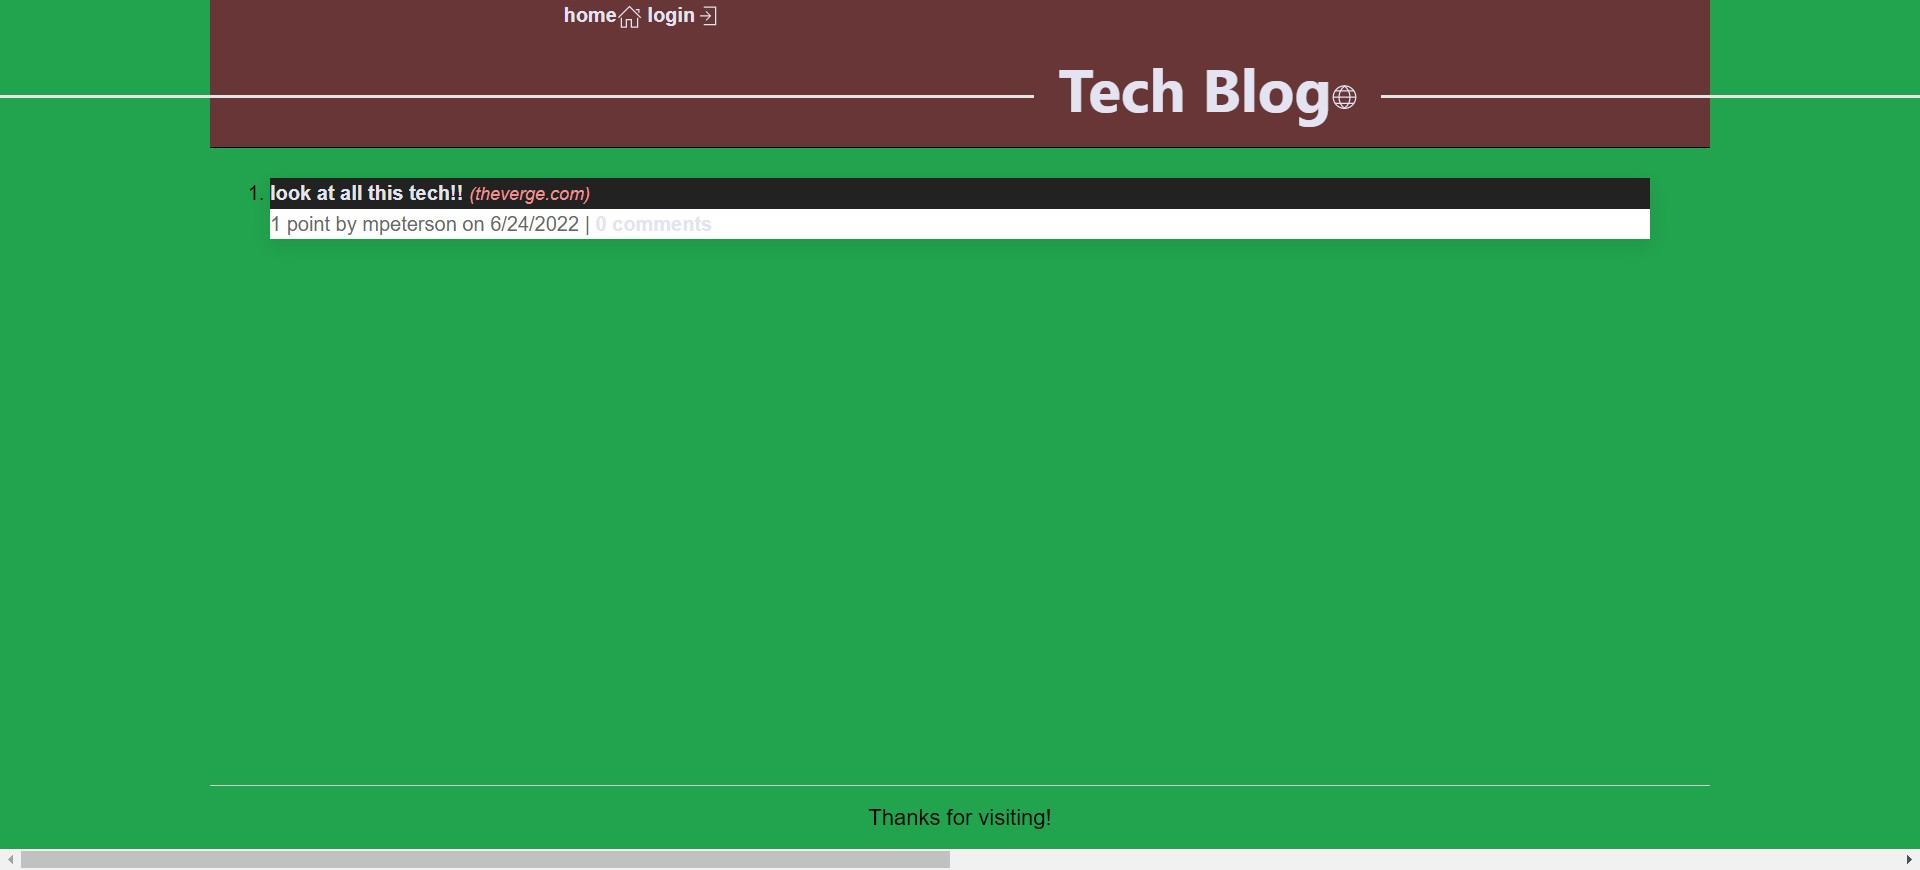 home login
Tech Blog
1. look at all this tech!! (theverge.com)
1 point by mpeterson on 6/24/2022 | 0 comments
Thanks for visiting!